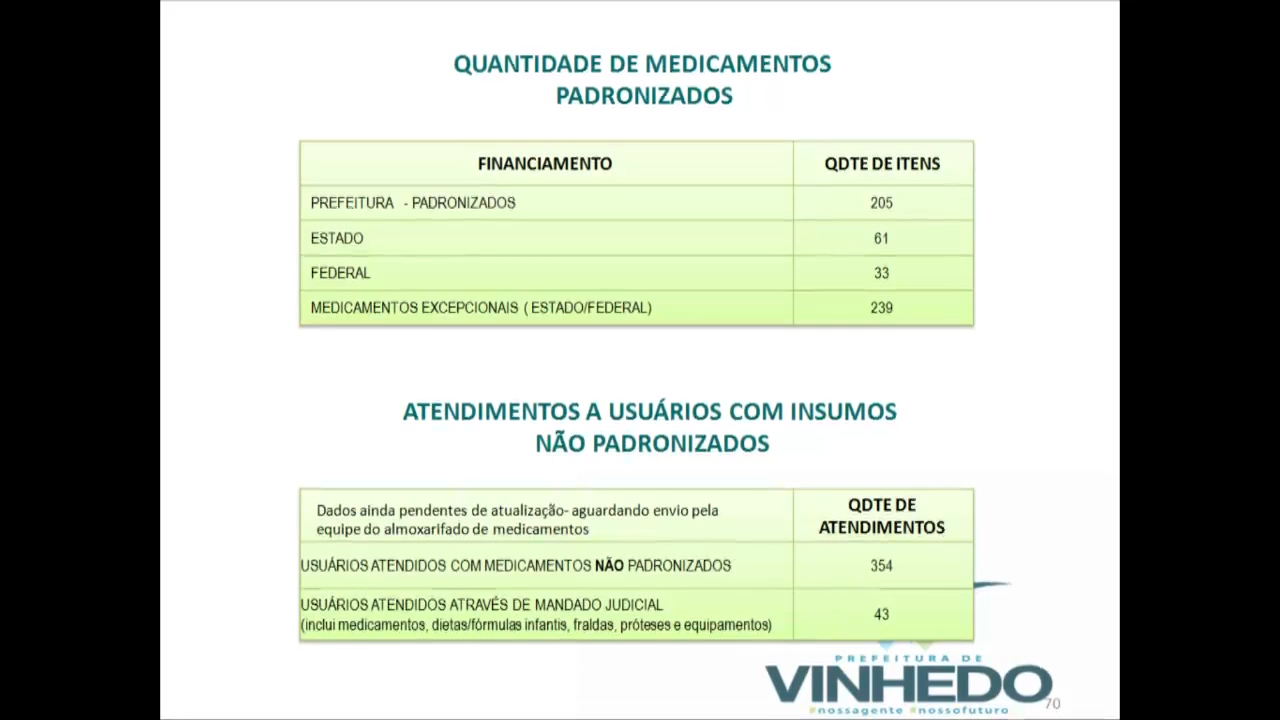 QUANTIDADE DE MEDICAMENTOS
PADRONIZADOS
FINANCIAMENTO QDTE DE ITENS
PREFEITURA - PADRONIZADOS 205
ESTADO 61
FEDERAL 33
MEDICAMENTOS EXCEPCIONAIS ( ESTADO/FEDERAL) 239
ATENDIMENTOS A USUÁRIOS COM INSUMOS
NÃO PADRONIZADOS
Dados ainda pendentes de atualização- aguardando envio pela
equipe do almoxarifado de medicamentos
QDTE DE
ATENDIMENTOS
USUÁRIOS ATENDIDOS COM MEDICAMENTOS NÃO PADRONIZADOS 354
USUÁRIOS ATENDIDOS ATRAVÉS DE MANDADO JUDICIAL
(inclui medicamentos, dietas/fórmulas infantis, fraldas, próteses e equipamentos)
43
PREFEITURA DE
VINHEDO
70
#nossagente #nossofuturo